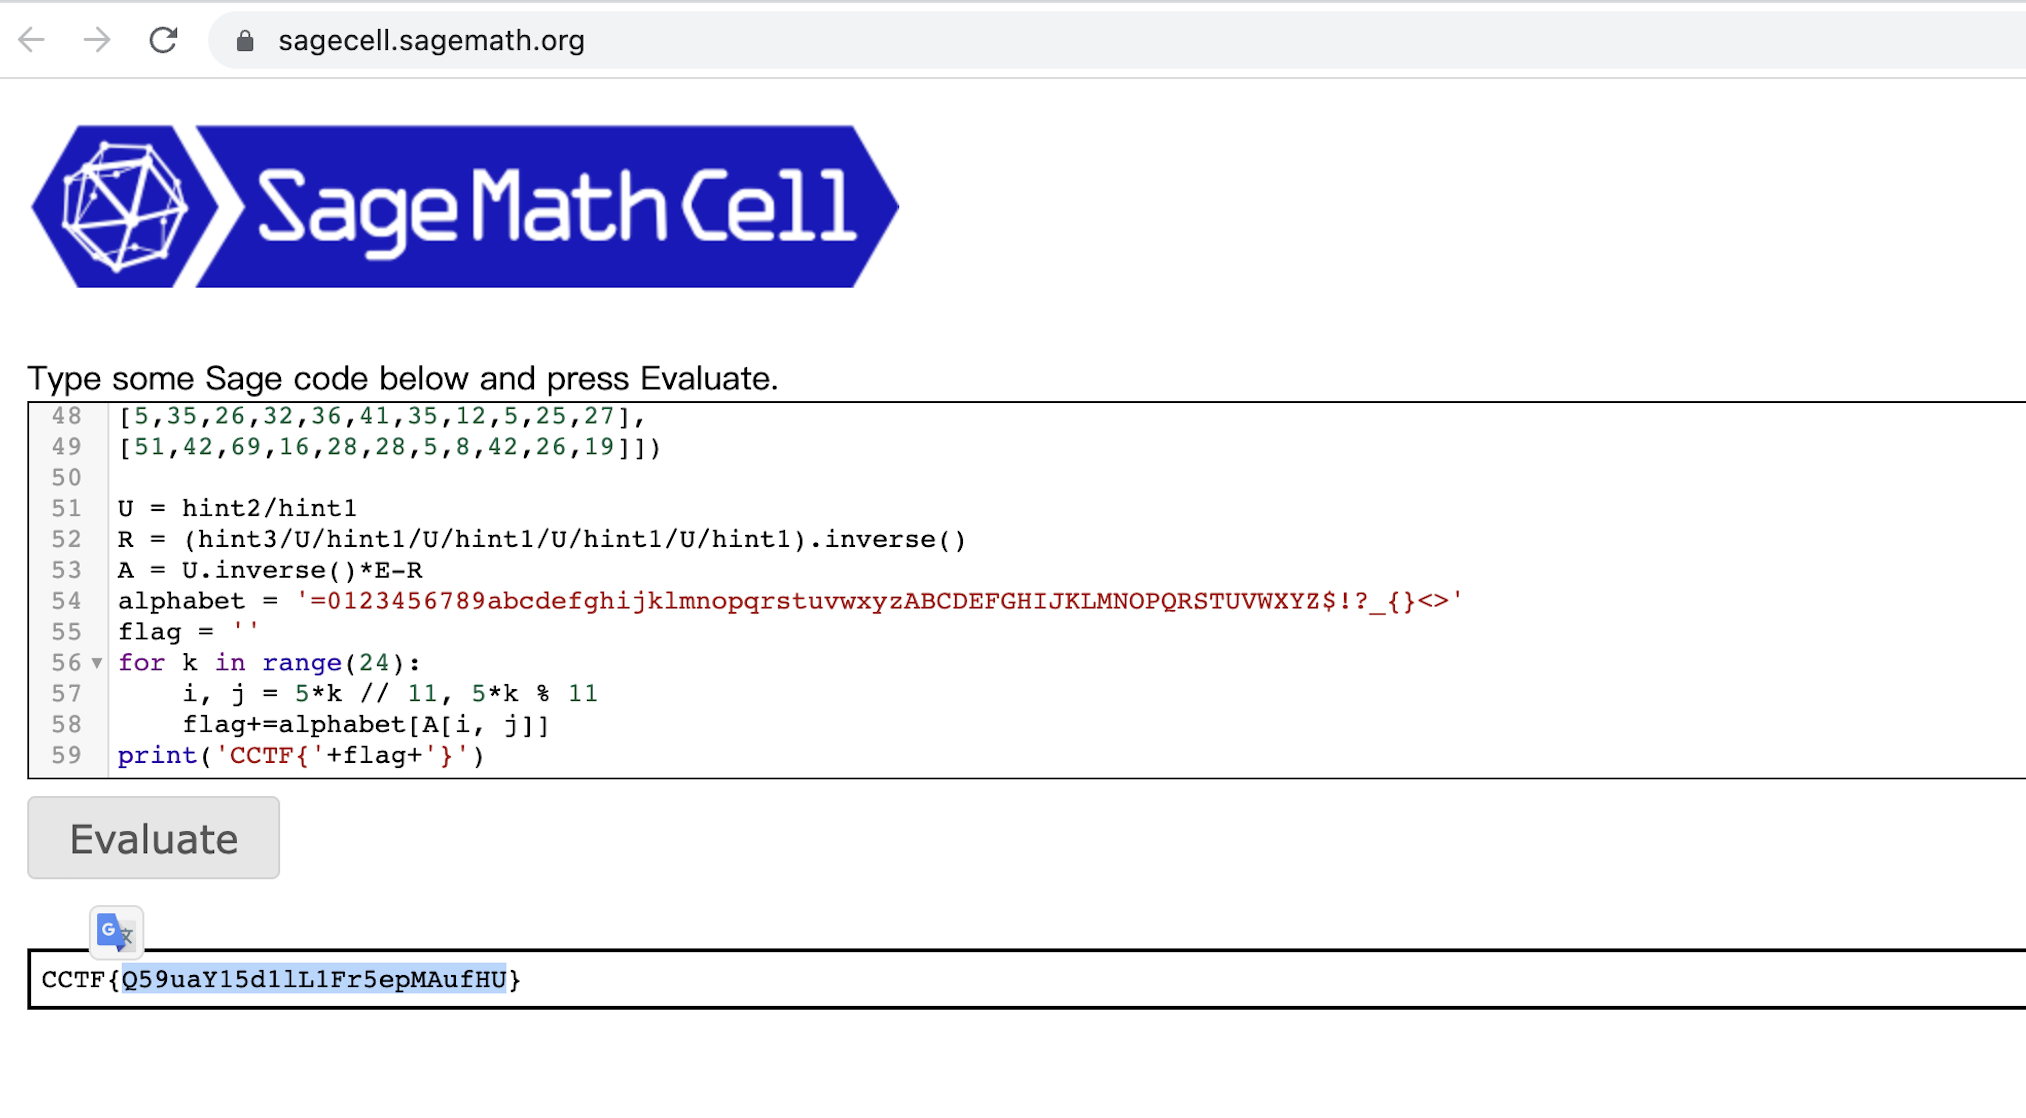 sagecell.sagemath.org
SageMathCell
Type some Sage code below and press Evaluate.
48 [5,35,26,32,36,41,35,12,5,25,27],
49 [51,42,69,16,28,28,5,8,42,26,19]])
50
51 U = hint2/hint1
52 R = (hint3/U/hint1/U/hint1/U/hint1/U/hint1).inverse()
53 A = U.inverse()*E-R
54 alphabet = '=0123456789abcdefghijklmnopqrstuvwxyzABCDEFGHIJKLMNOPQRSTUVWXYZ$!?_{}<>'
55 flag = ''
56 for k in range(24):
57     i, j = 5*k // 11, 5*k % 11
58     flag+=alphabet[A[i, j]]
59 print('CCTF{'+flag+'}')
Evaluate
G 文
CCTF{Q59uaY15d1lL1Fr5epMAufHU}